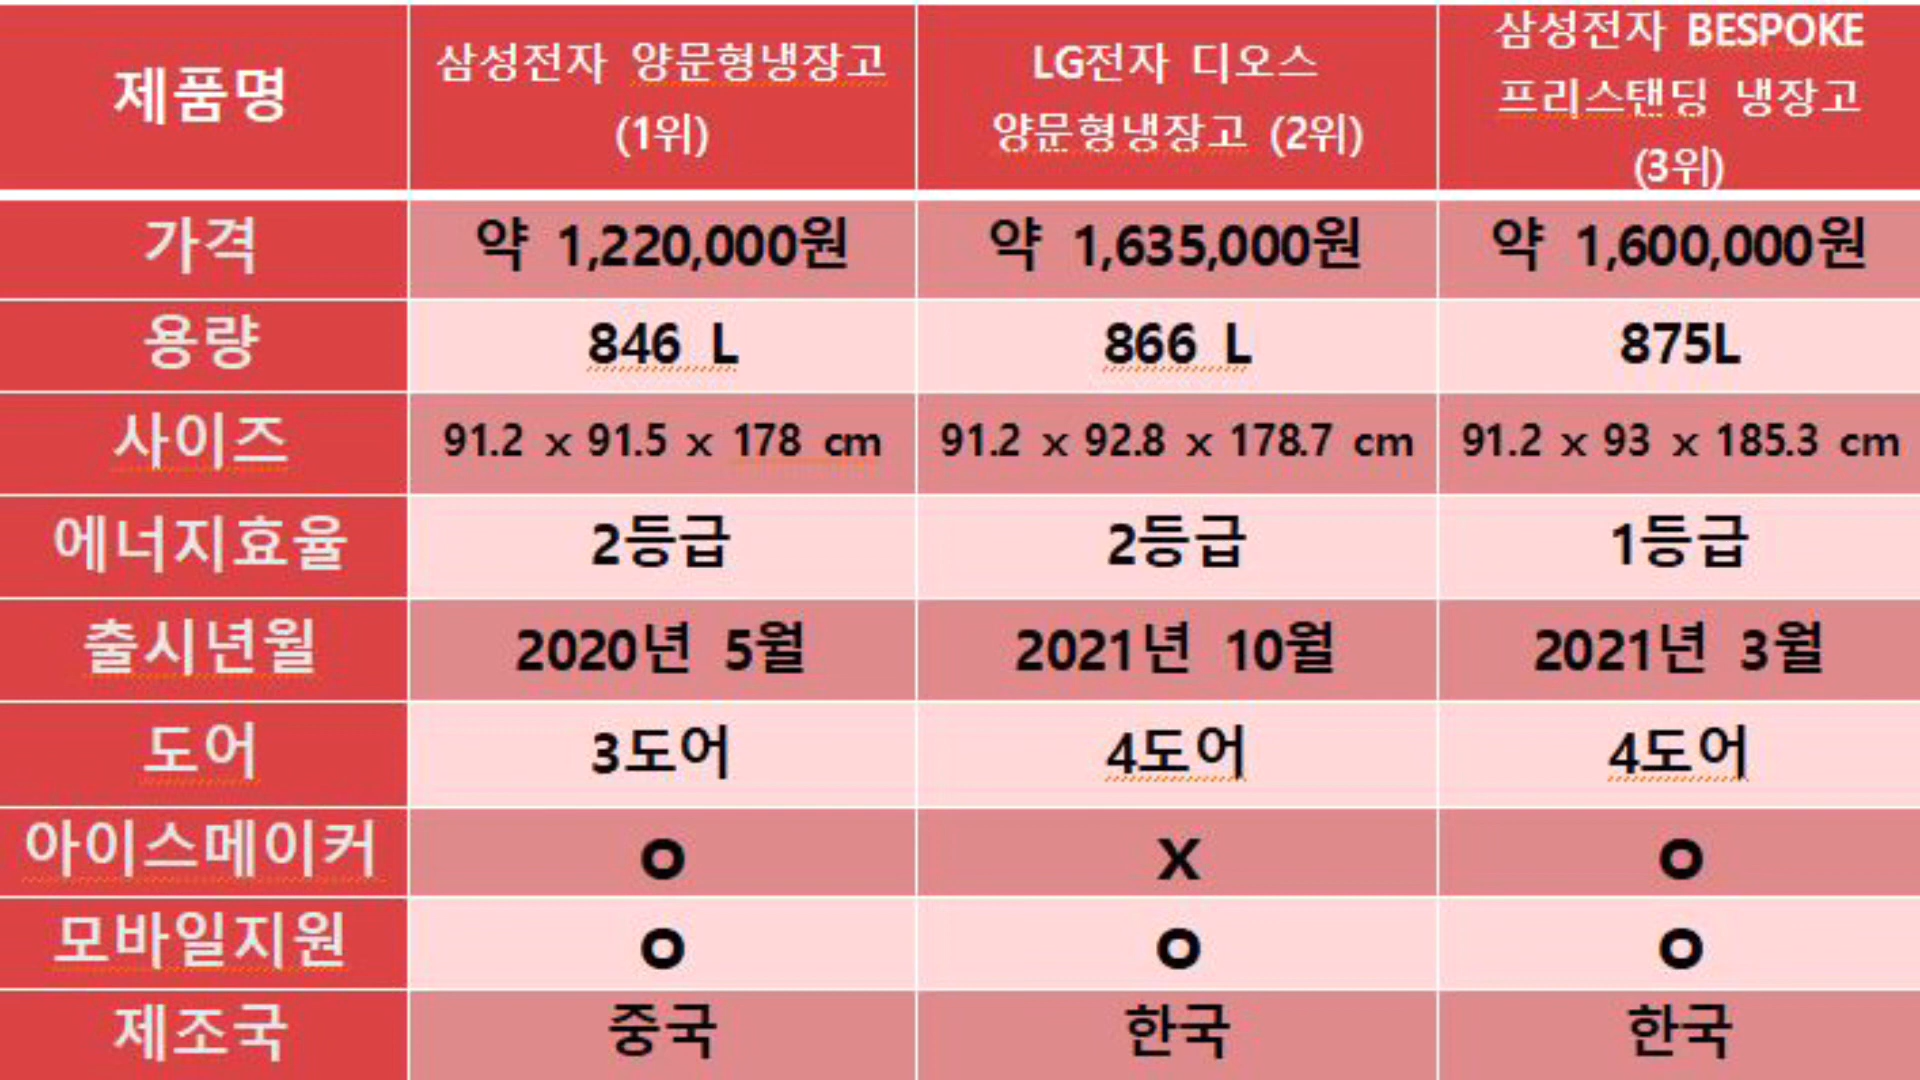 제품명 삼성전자 양문형냉장고 (1위) LG전자 디오스 양문형냉장고 (2위) 삼성전자 BESPOKE 프리스탠딩 냉장고 (3위)
가격 약 1,220,000원 약 1,635,000원 약 1,600,000원
용량 846 L 866 L 875L
사이즈 91.2 x 91.5 x 178 cm 91.2 x 92.8 x 178.7 cm 91.2 x 93 x 185.3 cm
에너지효율 2등급 2등급 1등급
출시년월 2020년 5월 2021년 10월 2021년 3월
도어 3도어 4도어 4도어
아이스메이커 O X O
모바일지원 O O O
제조국 중국 한국 한국